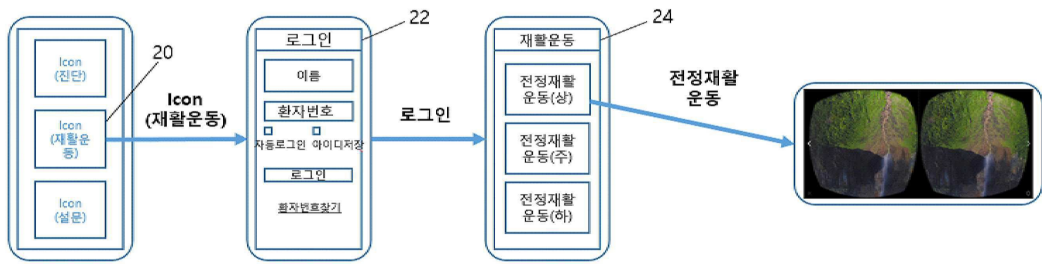 Icon
(진단)
20
Icon
(재활운
동)
Icon
(설문)
Icon
(재활운동)
22
로그인
이름
환자번호
자동로그인 아이디저장
로그인
환자번호찾기
로그인
24
재활운동
전정재활
운동(상)
전정재활
운동(주)
전정재활
운동(하)
전정재활
운동